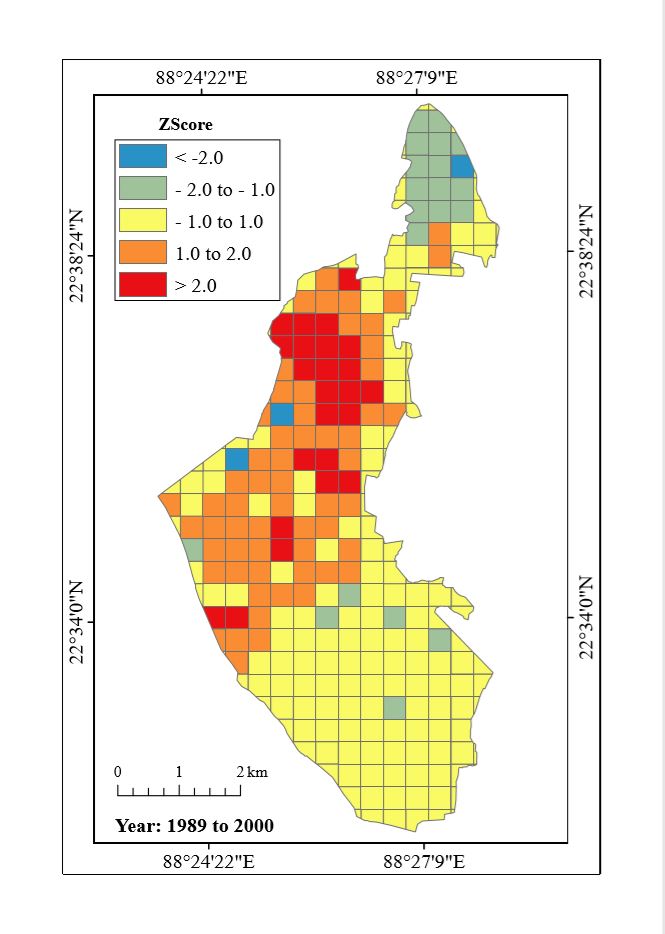 88°24'22"E 88°27'9"E
ZScore
< -2.0
- 2.0 to - 1.0
- 1.0 to 1.0
1.0 to 2.0
> 2.0
22°38'24"N
22°38'24"N
22°34'0"N
22°34'0"N
0 1 2 km
Year: 1989 to 2000
88°24'22"E 88°27'9"E